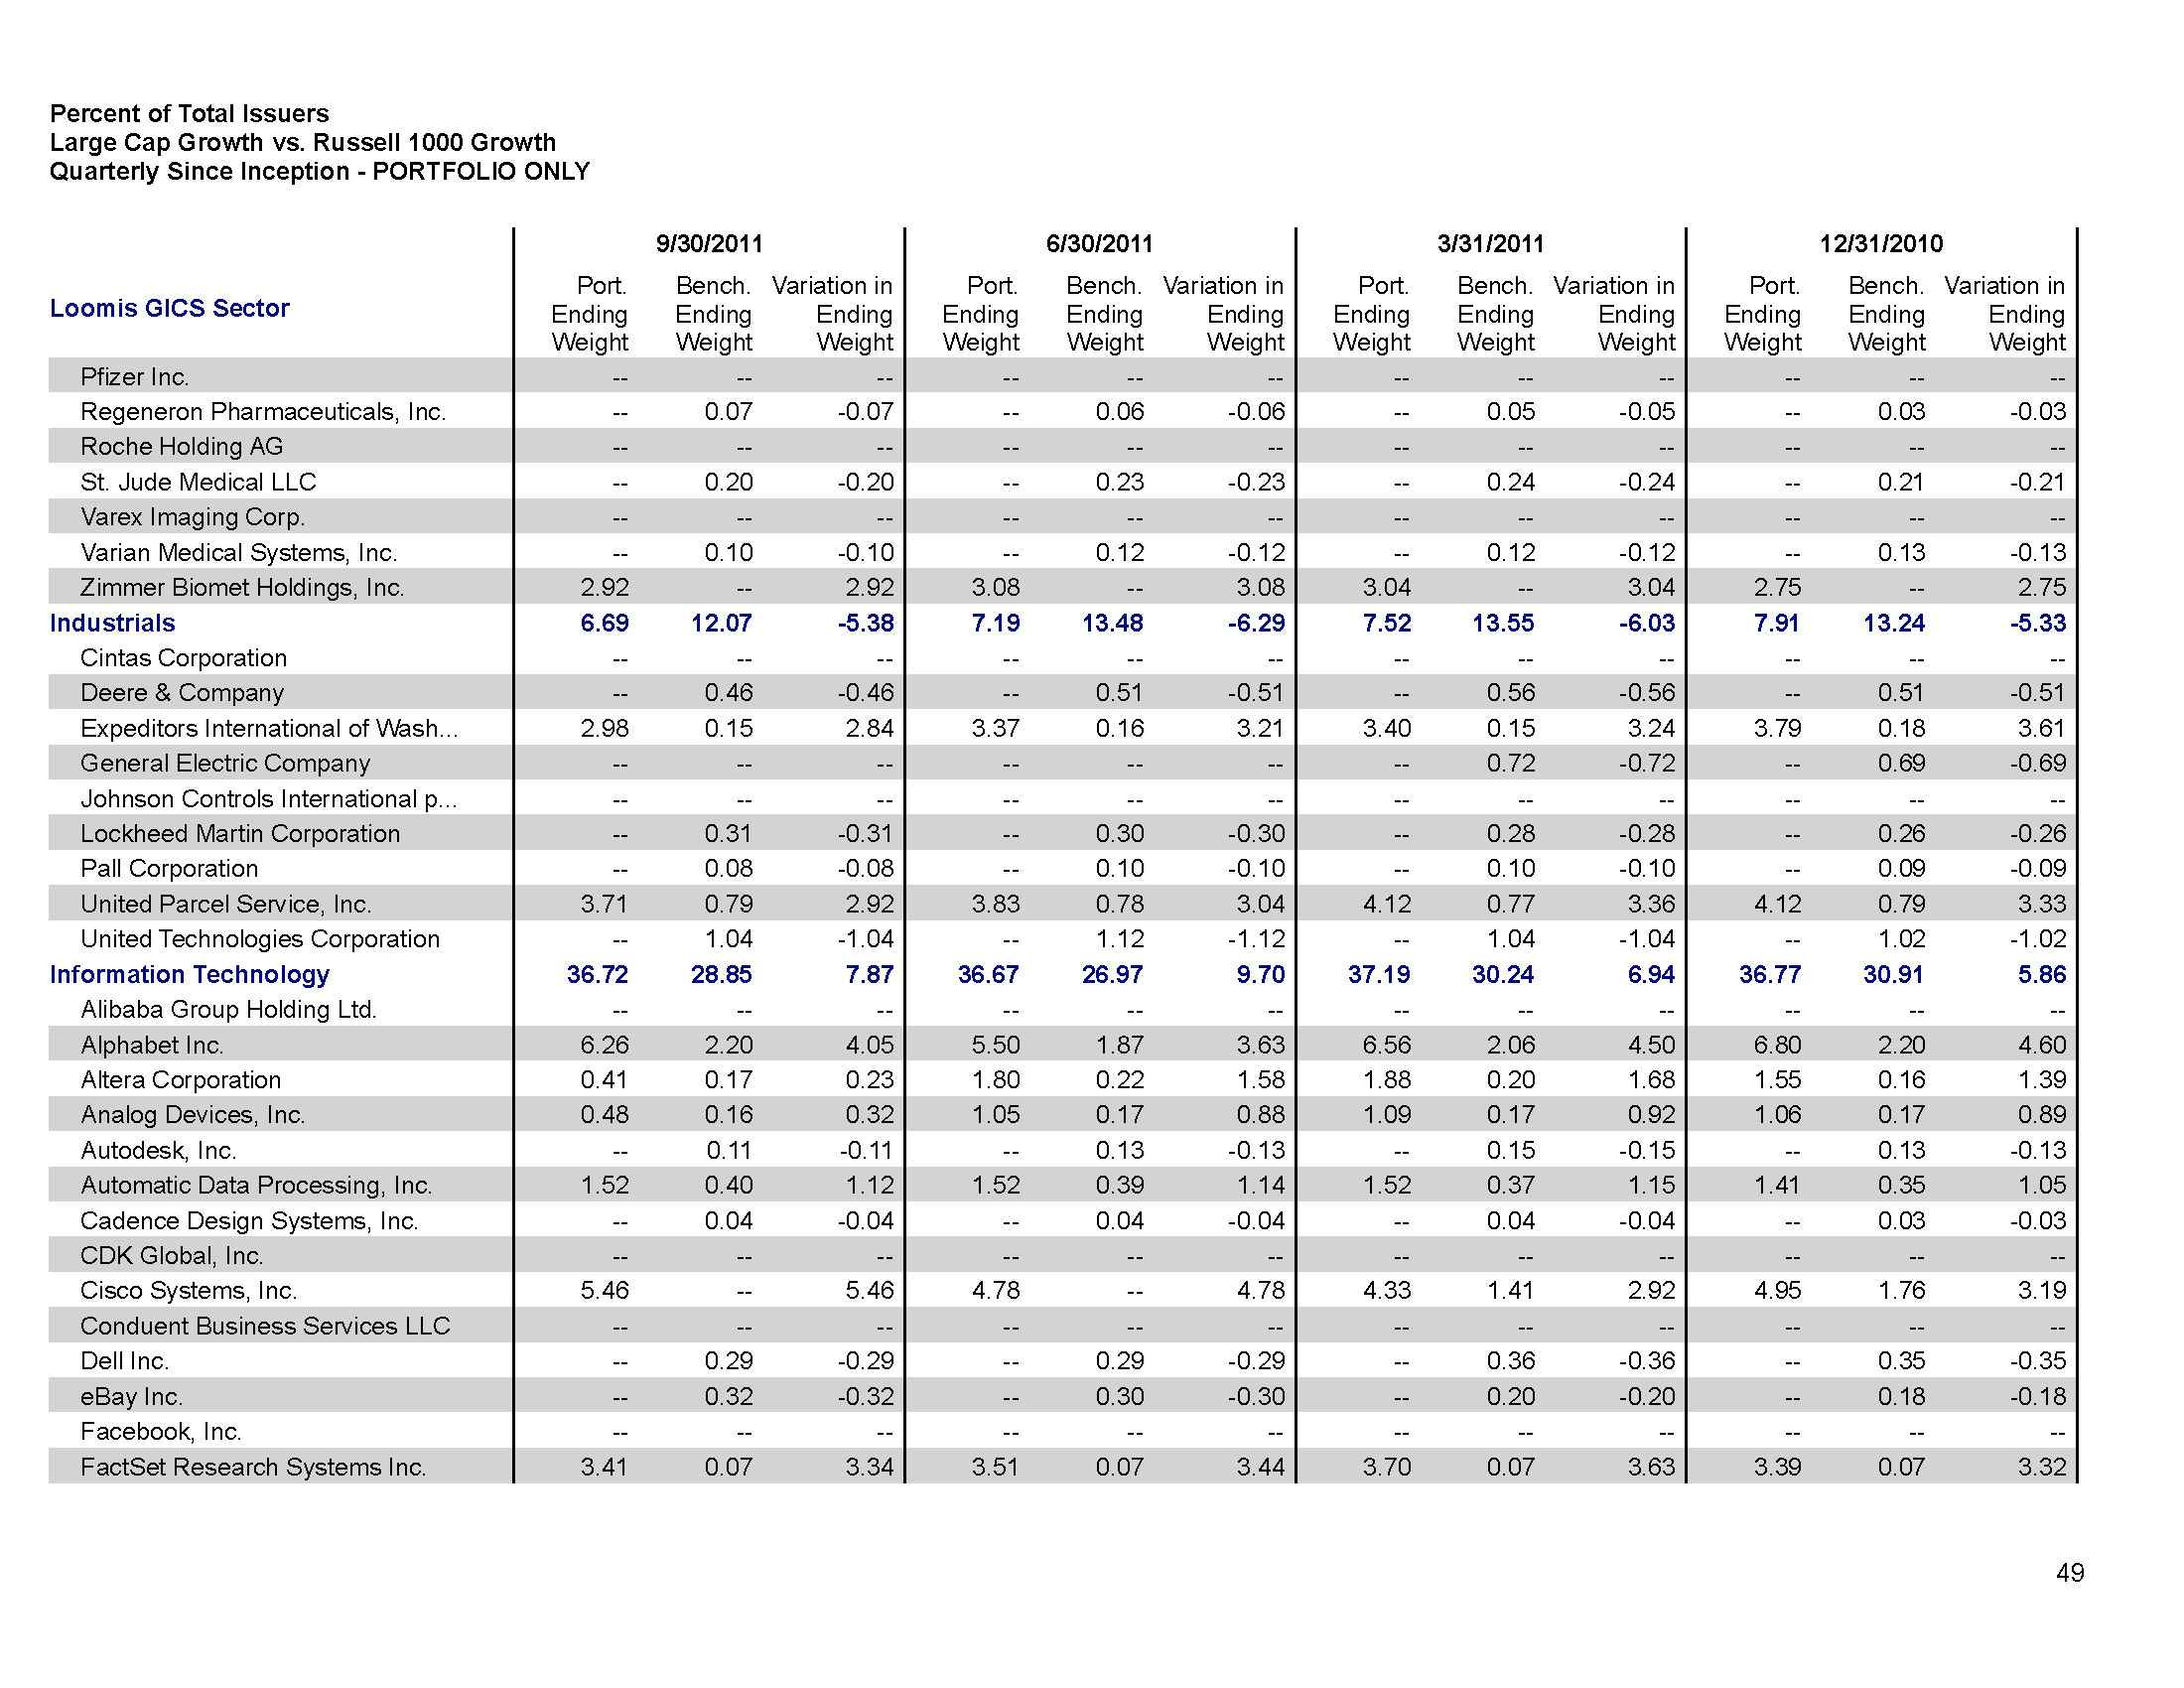 Percent of Total Issuers
Large Cap Growth vs. Russell 1000 Growth
Quarterly Since Inception - PORTFOLIO ONLY
9/30/2011 6/30/2011 3/31/2011 12/31/2010
Loomis GICS Sector
Port. Bench. Variation in Port. Bench. Variation in Port. Bench. Variation in Port. Bench. Variation in
Ending Ending Ending Ending Ending Ending Ending Ending Ending Ending Ending Ending
Weight Weight Weight Weight Weight Weight Weight Weight Weight Weight Weight Weight
Pfizer Inc. -- -- -- -- -- -- -- -- -- -- -- --
Regeneron Pharmaceuticals, Inc. -- 0.07 -0.07 -- 0.06 -0.06 -- 0.05 -0.05 -- 0.03 -0.03
Roche Holding AG -- -- -- -- -- -- -- -- -- -- -- --
St. Jude Medical LLC -- 0.20 -0.20 -- 0.23 -0.23 -- 0.24 -0.24 -- 0.21 -0.21
Varex Imaging Corp. -- -- -- -- -- -- -- -- -- -- -- --
Varian Medical Systems, Inc. -- 0.10 -0.10 -- 0.12 -0.12 -- 0.12 -0.12 -- 0.13 -0.13
Zimmer Biomet Holdings, Inc. 2.92 -- 2.92 3.08 -- 3.08 3.04 -- 3.04 2.75 -- 2.75
Industrials 6.69 12.07 -5.38 7.19 13.48 -6.29 7.52 13.55 -6.03 7.91 13.24 -5.33
Cintas Corporation -- -- -- -- -- -- -- -- -- -- -- --
Deere & Company -- 0.46 -0.46 -- 0.51 -0.51 -- 0.56 -0.56 -- 0.51 -0.51
Expeditors International of Wash... 2.98 0.15 2.84 3.37 0.16 3.21 3.40 0.15 3.24 3.79 0.18 3.61
General Electric Company -- -- -- -- -- -- -- 0.72 -0.72 -- 0.69 -0.69
Johnson Controls International p... -- -- -- -- -- -- -- -- -- -- -- --
Lockheed Martin Corporation -- 0.31 -0.31 -- 0.30 -0.30 -- 0.28 -0.28 -- 0.26 -0.26
Pall Corporation -- 0.08 -0.08 -- 0.10 -0.10 -- 0.10 -0.10 -- 0.09 -0.09
United Parcel Service, Inc. 3.71 0.79 2.92 3.83 0.78 3.04 4.12 0.77 3.36 4.12 0.79 3.33
United Technologies Corporation -- 1.04 -1.04 -- 1.12 -1.12 -- 1.04 -1.04 -- 1.02 -1.02
Information Technology 36.72 28.85 7.87 36.67 26.97 9.70 37.19 30.24 6.94 36.77 30.91 5.86
Alibaba Group Holding Ltd. -- -- -- -- -- -- -- -- -- -- -- --
Alphabet Inc. 6.26 2.20 4.05 5.50 1.87 3.63 6.56 2.06 4.50 6.80 2.20 4.60
Altera Corporation 0.41 0.17 0.23 1.80 0.22 1.58 1.88 0.20 1.68 1.55 0.16 1.39
Analog Devices, Inc. 0.48 0.16 0.32 1.05 0.17 0.88 1.09 0.17 0.92 1.06 0.17 0.89
Autodesk, Inc. -- 0.11 -0.11 -- 0.13 -0.13 -- 0.15 -0.15 -- 0.13 -0.13
Automatic Data Processing, Inc. 1.52 0.40 1.12 1.52 0.39 1.14 1.52 0.37 1.15 1.41 0.35 1.05
Cadence Design Systems, Inc. -- 0.04 -0.04 -- 0.04 -0.04 -- 0.04 -0.04 -- 0.03 -0.03
CDK Global, Inc. -- -- -- -- -- -- -- -- -- -- -- --
Cisco Systems, Inc. 5.46 -- 5.46 4.78 -- 4.78 4.33 1.41 2.92 4.95 1.76 3.19
Conduent Business Services LLC -- -- -- -- -- -- -- -- -- -- -- --
Dell Inc. -- 0.29 -0.29 -- 0.29 -0.29 -- 0.36 -0.36 -- 0.35 -0.35
eBay Inc. -- 0.32 -0.32 -- 0.30 -0.30 -- 0.20 -0.20 -- 0.18 -0.18
Facebook, Inc. -- -- -- -- -- -- -- -- -- -- -- --
FactSet Research Systems Inc. 3.41 0.07 3.34 3.51 0.07 3.44 3.70 0.07 3.63 3.39 0.07 3.32
49